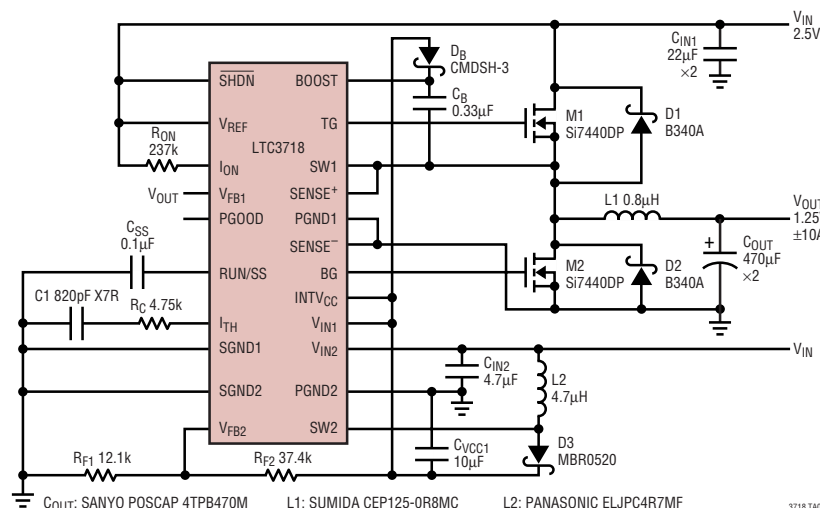 VIN
2.5V
CIN1
22µF
×2
DB
CMDSH-3
CB
0.33µF
SHDN
VREF
ION
VFB1
PGOOD
RUN/SS
ITH
SGND1
SGND2
VFB2
LTC3718
BOOST
TG
SW1
SENSE+
PGND1
SENSE–
BG
INTVCC
VIN1
VIN2
PGND2
SW2
RON
237k
VOUT
CSS
0.1µF
C1 820pF X7R
RC 4.75k
M1
Si7440DP
D1
B340A
L1 0.8µH
VOUT
1.25V
±10A
+
COUT
470µF
×2
M2
Si7440DP
D2
B340A
VIN
CIN2
4.7µF
L2
4.7µH
CVCC1
10µF
D3
MBR0520
RF1 12.1k
RF2 37.4k
COUT: SANYO POSCAP 4TPB470M
L1: SUMIDA CEP125-0R8MC
L2: PANASONIC ELJPC4R7MF